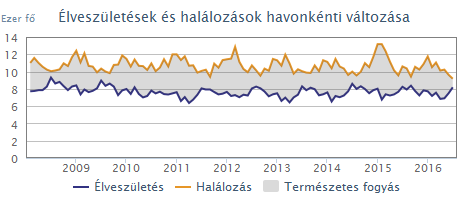 Élveszületések és halálozások havonkénti változása
Ezer fő
14
12
10
8
6
4
2
0
2009 2010 2011 2012 2013 2014 2015 2016
Élveszületés Halálozás Természetes fogyás